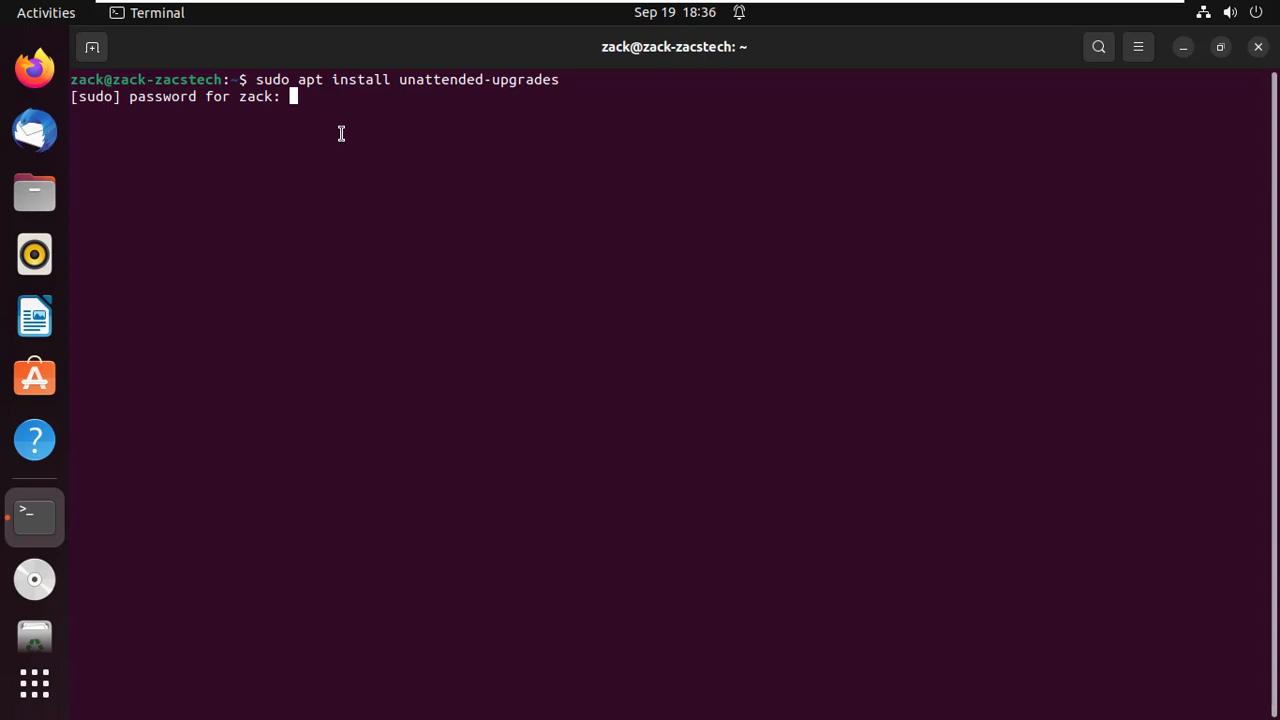 Activities Terminal Sep 19 18:36
zack@zack-zacstech: ~
zack@zack-zacstech:~$ sudo apt install unattended-upgrades
[sudo] password for zack:
>_
?